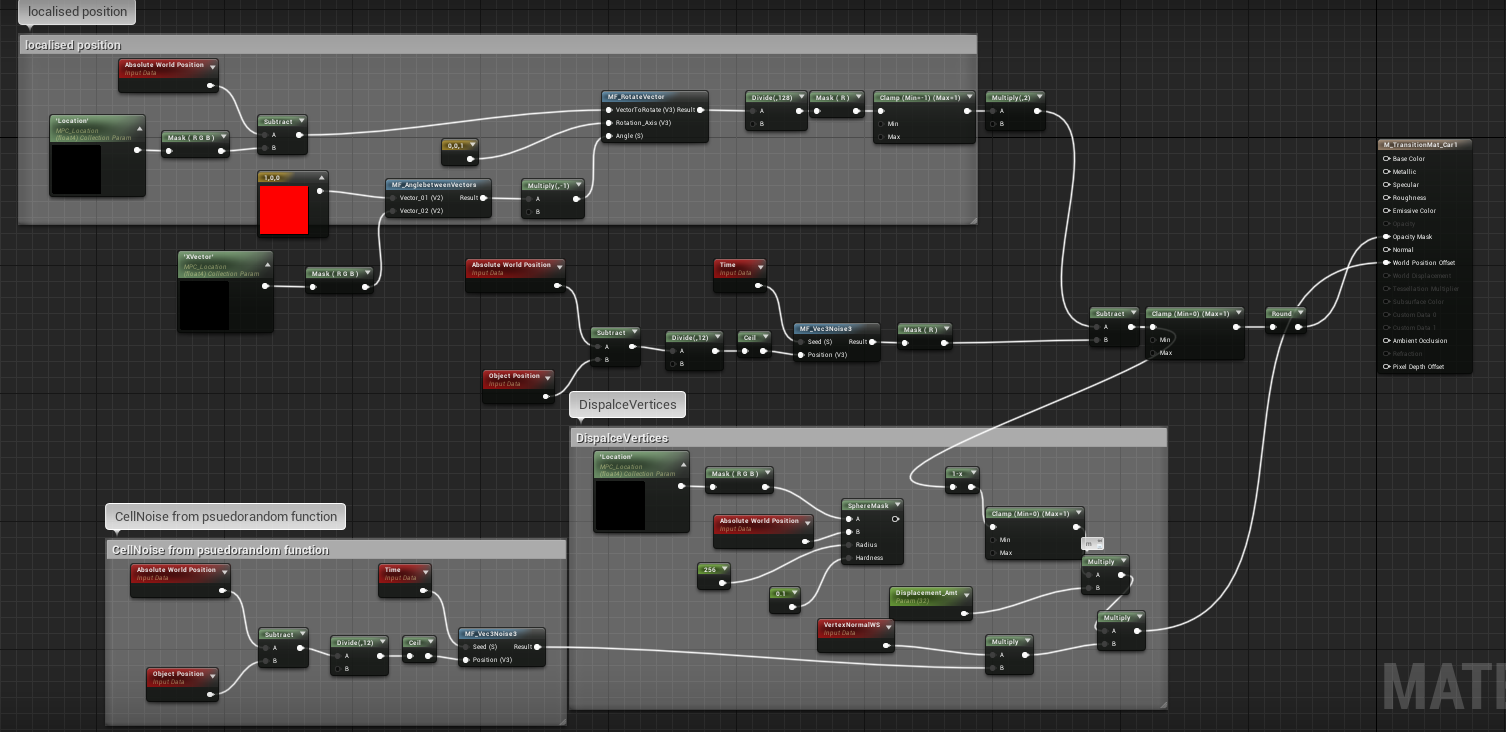 localised position
localised position
Absolute World Position
Input Data
'Location'
MPC_Location
(float4) Collection Param
Mask ( R G B )
Subtract
A
B
1,0,0
0,0,1
MF_RotateVector
VectorToRotate (V3) Result
Rotation_Axis (V3)
Angle (S)
MF_AnglebetweenVectors
Vector_01 (V2) Result
Vector_02 (V2)
Multiply(,-1)
A
B
Divide(,128)
A
B
Mask ( R )
Clamp (Min=-1) (Max=1)
Min
Max
Multiply(,2)
A
B
'XVector'
MPC_Location
(float4) Collection Param
Mask ( R G B )
Absolute World Position
Input Data
Object Position
Input Data
Subtract
A
B
Divide(,12)
A
B
Ceil
Time
Input Data
MF_Vec3Noise3
Seed (S) Result
Position (V3)
Mask ( R )
Subtract
A
B
Clamp (Min=0) (Max=1)
Min
Max
Round
M_TransitionMat_Car1
Base Color
Metallic
Specular
Roughness
Emissive Color
Opacity
Opacity Mask
Normal
World Position Offset
World Displacement
Tessellation Multiplier
Subsurface Color
Custom Data 0
Custom Data 1
Ambient Occlusion
Refraction
Pixel Depth Offset
DispalceVertices
DispalceVertices
'Location'
MPC_Location
(float4) Collection Param
Mask ( R G B )
Absolute World Position
Input Data
256
0.1
SphereMask
A
B
Radius
Hardness
1-x
Clamp (Min=0) (Max=1)
Min
Max
m
Multiply
A
B
Displacement_Amt
Param (32)
VertexNormalWS
Input Data
Multiply
A
B
Multiply
A
B
CellNoise from psuedorandom function
CellNoise from psuedorandom function
Absolute World Position
Input Data
Object Position
Input Data
Subtract
A
B
Divide(,12)
A
B
Ceil
Time
Input Data
MF_Vec3Noise3
Seed (S) Result
Position (V3)
MATE